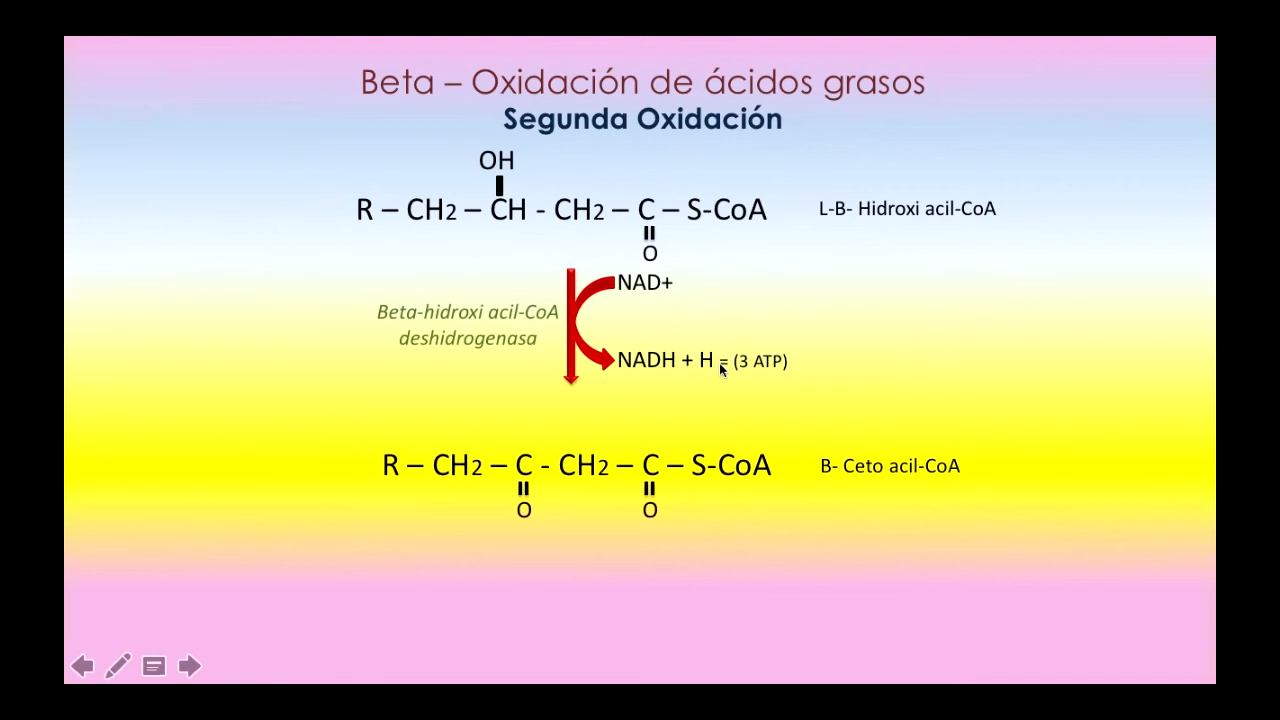 Beta – Oxidación de ácidos grasos
Segunda Oxidación
OH
R – CH2 – CH - CH2 – C – S-CoA
L-B- Hidroxi acil-CoA
O
NAD+
Beta-hidroxi acil-CoA
deshidrogenasa
NADH + H = (3 ATP)
R – CH2 – C - CH2 – C – S-CoA
B- Ceto acil-CoA
O O